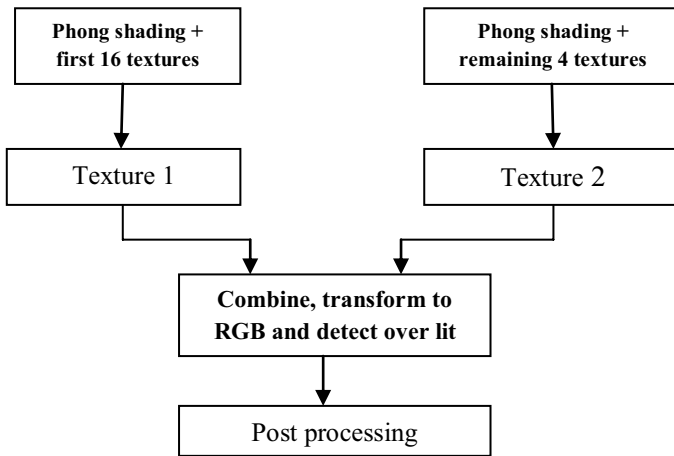 Phong shading +
first 16 textures
Phong shading +
remaining 4 textures
Texture 1
Texture 2
Combine, transform to
RGB and detect over lit
Post processing